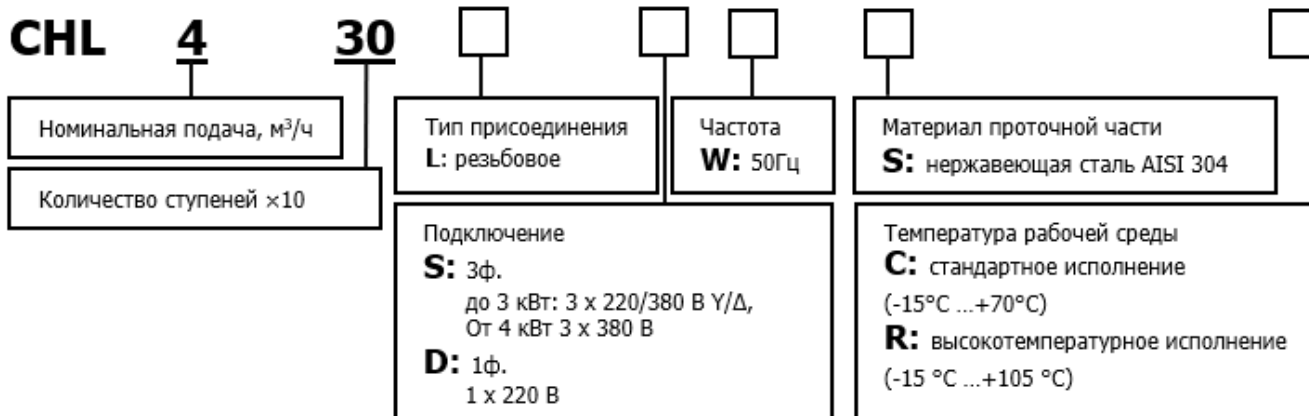 CHL 4 30
Номинальная подача, м³/ч
Количество ступеней ×10
Тип присоединения
L: резьбовое
Частота
W: 50Гц
Материал проточной части
S: нержавеющая сталь AISI 304
Подключение
S: 3ф.
до 3 кВт: 3 x 220/380 В Y/Δ,
От 4 кВт 3 x 380 В
D: 1ф.
1 x 220 В
Температура рабочей среды
C: стандартное исполнение
(-15°C ...+70°C)
R: высокотемпературное исполнение
(-15 °C ...+105 °C)